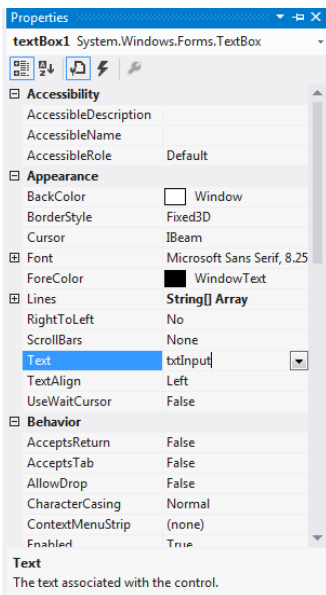 Properties
textBox1 System.Windows.Forms.TextBox
Accessibility
AccessibleDescription
AccessibleName
AccessibleRole Default
Appearance
BackColor Window
BorderStyle Fixed3D
Cursor IBeam
Font Microsoft Sans Serif, 8.25
ForeColor WindowText
Lines String[] Array
RightToLeft No
ScrollBars None
Text txtInput
TextAlign Left
UseWaitCursor False
Behavior
AcceptsReturn False
AcceptsTab False
AllowDrop False
CharacterCasing Normal
ContextMenuStrip (none)
Enabled True
Text
The text associated with the control.